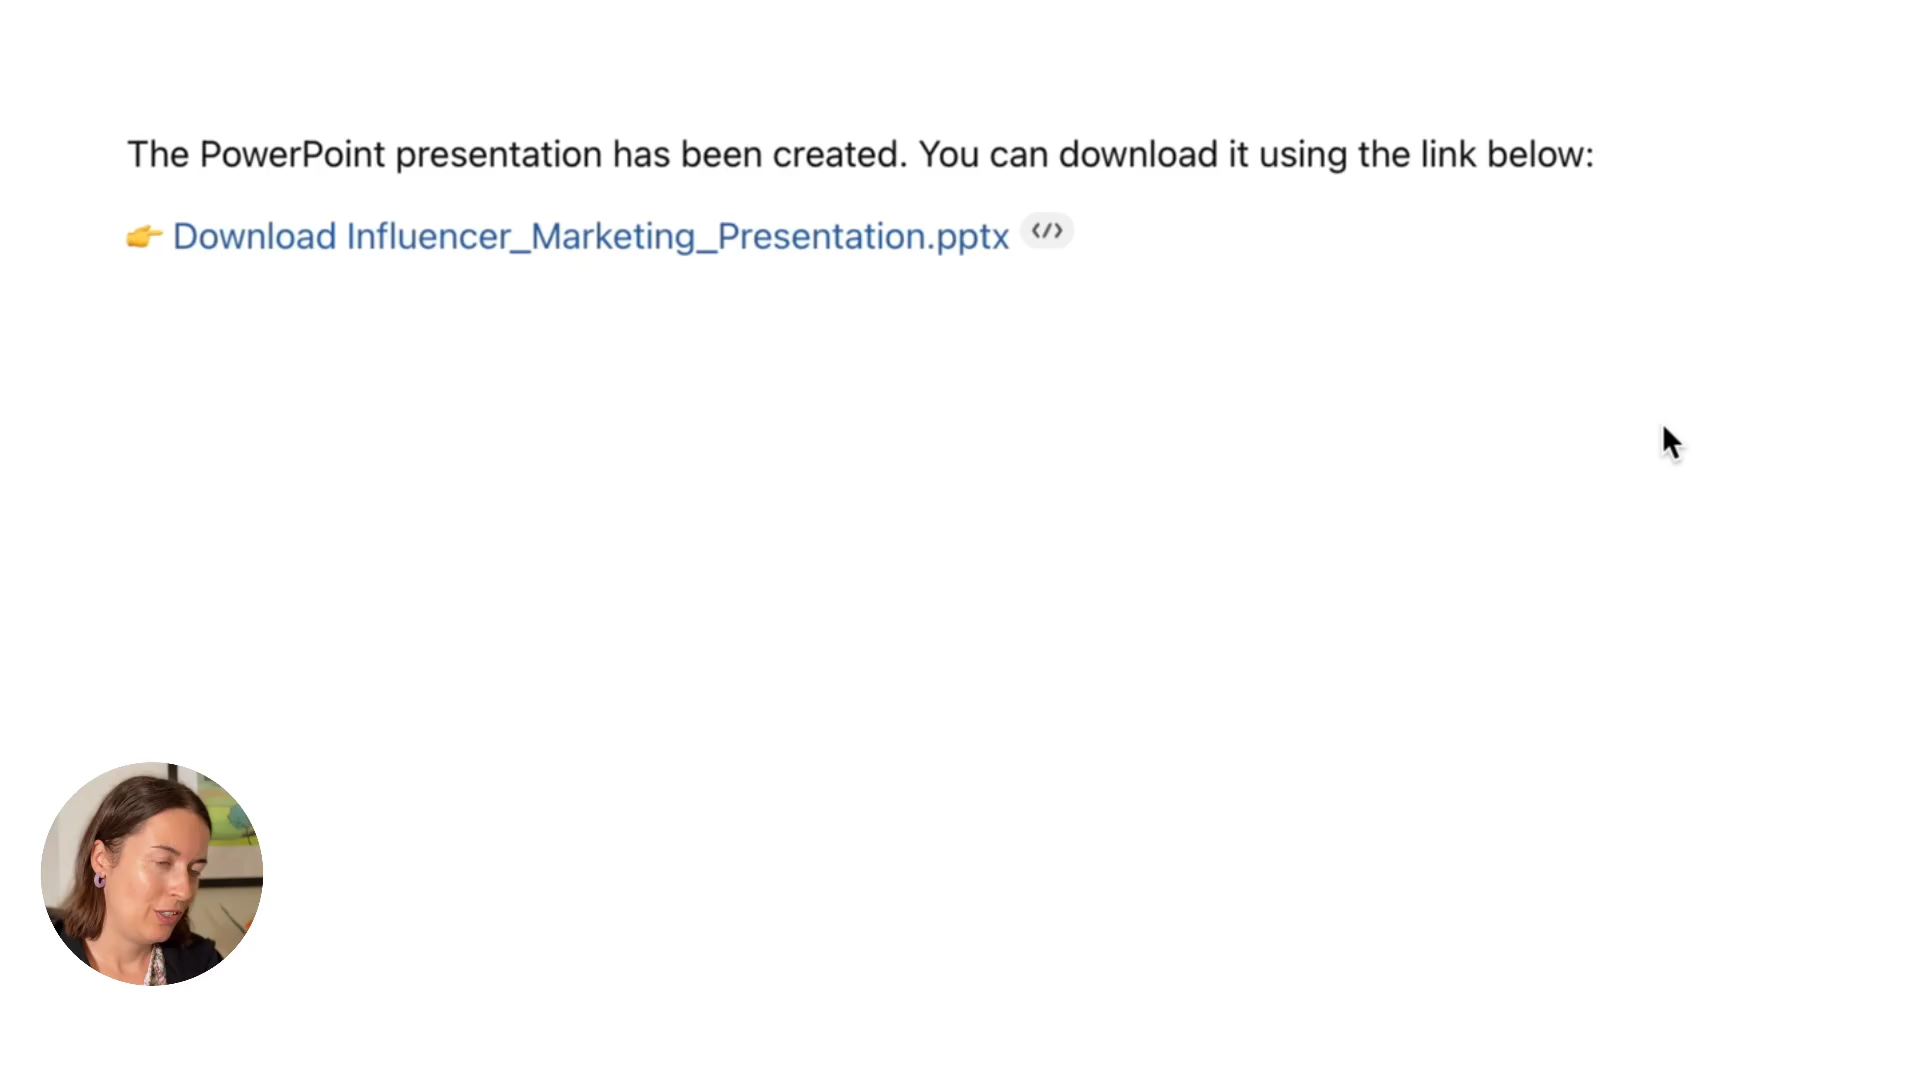 The PowerPoint presentation has been created. You can download it using the link below:
👉 Download Influencer_Marketing_Presentation.pptx </>